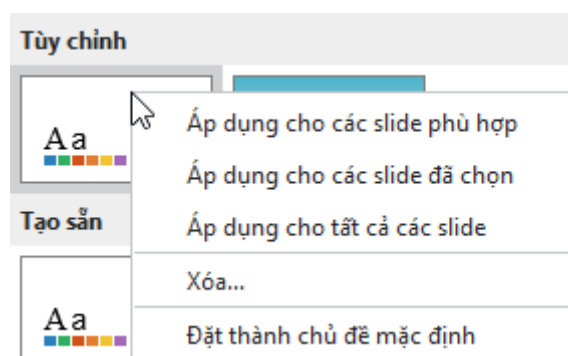 Tùy chỉnh
Aa
Áp dụng cho các slide phù hợp
Áp dụng cho các slide đã chọn
Áp dụng cho tất cả các slide
Tạo sẵn
Xóa...
Aa
Đặt thành chủ đề mặc định